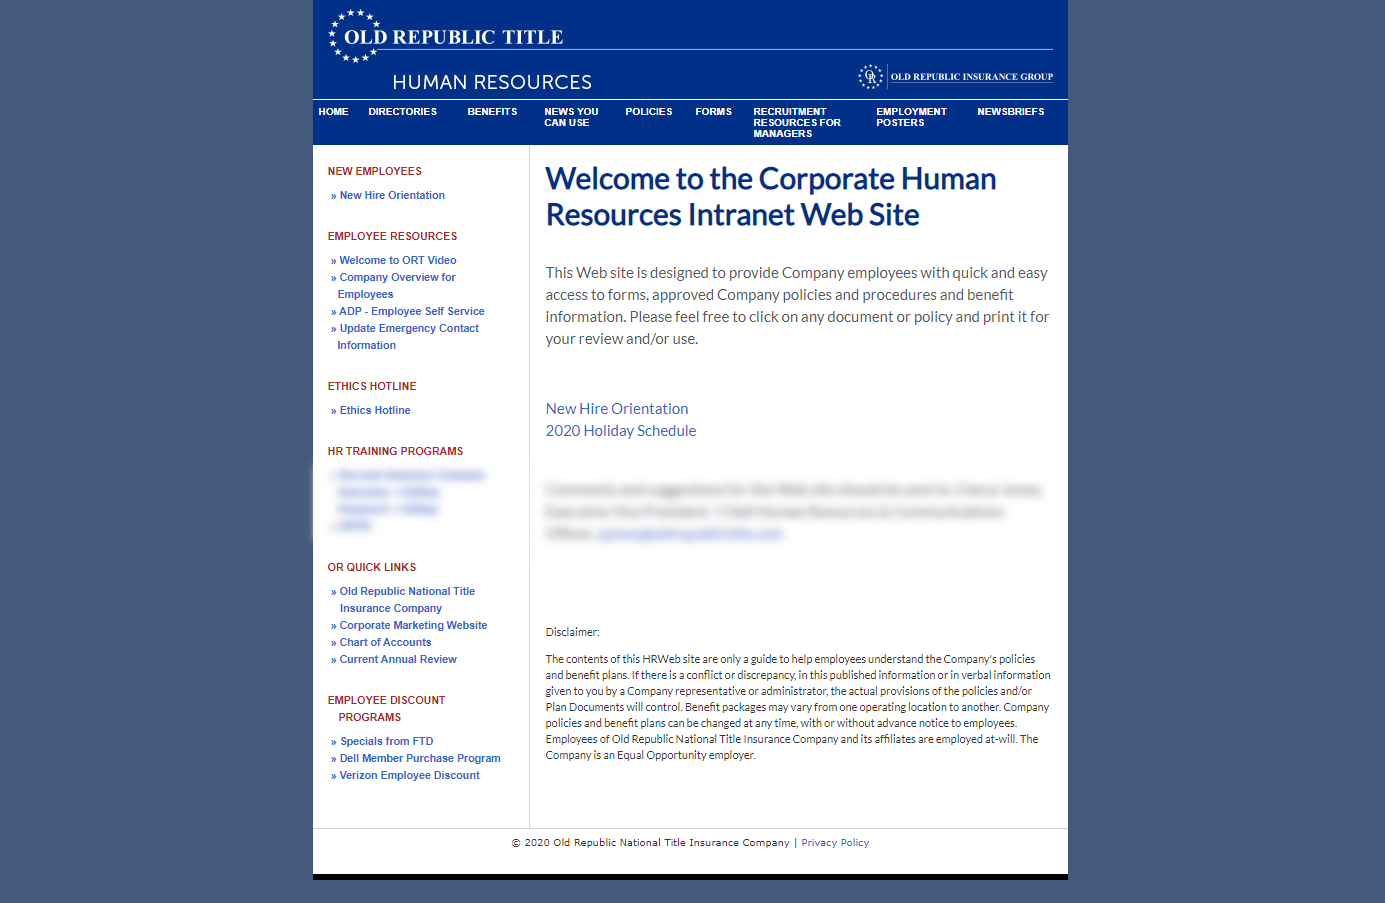 OLD REPUBLIC TITLE
HUMAN RESOURCES
OR
OLD REPUBLIC INSURANCE GROUP
HOME
DIRECTORIES
BENEFITS
NEWS YOU
CAN USE
POLICIES
FORMS
RECRUITMENT
RESOURCES FOR
MANAGERS
EMPLOYMENT
POSTERS
NEWSBRIEFS
NEW EMPLOYEES
» New Hire Orientation
EMPLOYEE RESOURCES
» Welcome to ORT Video
» Company Overview for
Employees
» ADP - Employee Self Service
» Update Emergency Contact
Information
ETHICS HOTLINE
» Ethics Hotline
HR TRAINING PROGRAMS
OR QUICK LINKS
» Old Republic National Title
Insurance Company
» Corporate Marketing Website
» Chart of Accounts
» Current Annual Review
EMPLOYEE DISCOUNT
PROGRAMS
» Specials from FTD
» Dell Member Purchase Program
» Verizon Employee Discount
Welcome to the Corporate Human
Resources Intranet Web Site
This Web site is designed to provide Company employees with quick and easy
access to forms, approved Company policies and procedures and benefit
information. Please feel free to click on any document or policy and print it for
your review and/or use.
New Hire Orientation
2020 Holiday Schedule
Disclaimer:
The contents of this HRWeb site are only a guide to help employees understand the Company's policies
and benefit plans. If there is a conflict or discrepancy, in this published information or in verbal information
given to you by a Company representative or administrator, the actual provisions of the policies and/or
Plan Documents will control. Benefit packages may vary from one operating location to another. Company
policies and benefit plans can be changed at any time, with or without advance notice to employees.
Employees of Old Republic National Title Insurance Company and its affiliates are employed at-will. The
Company is an Equal Opportunity employer.
© 2020 Old Republic National Title Insurance Company | Privacy Policy